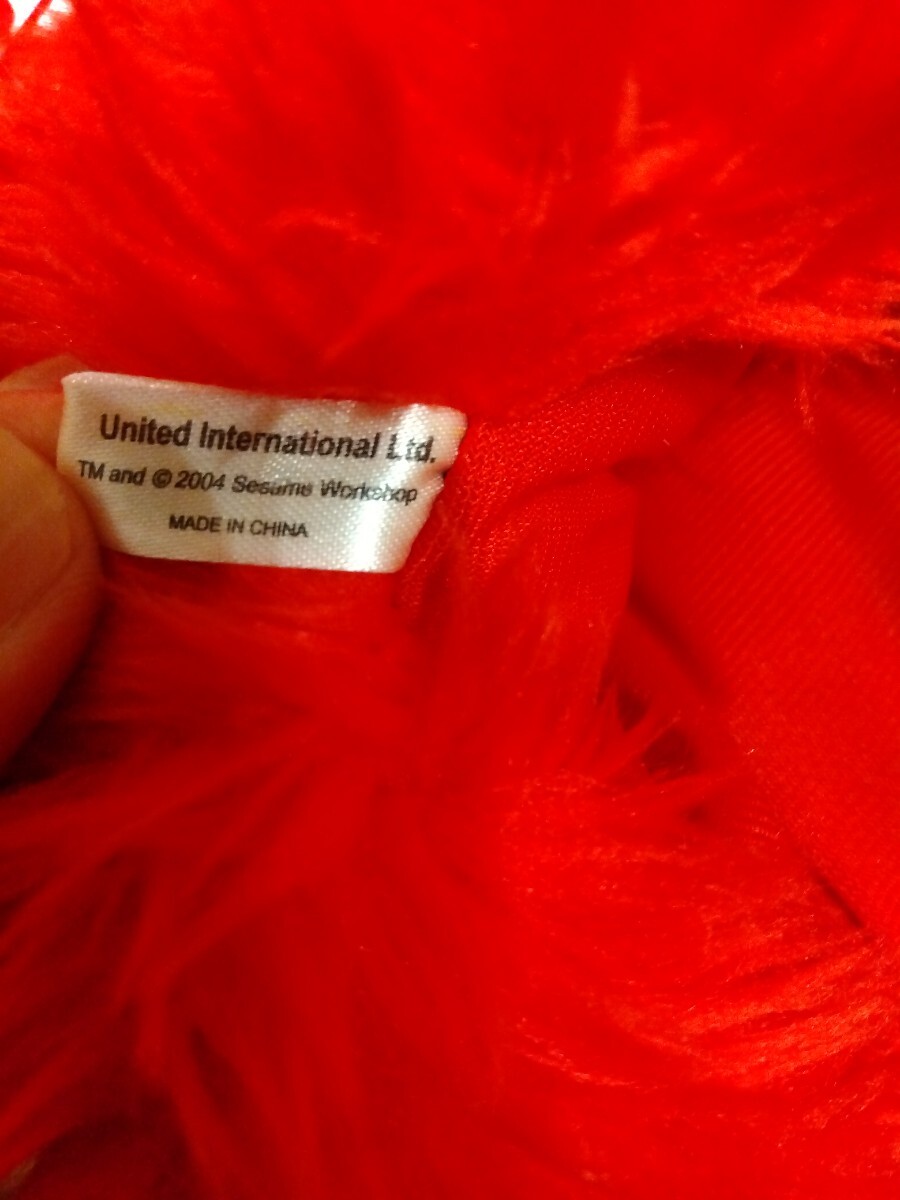 United International Ltd.
TM and © 2004 Sesame Workshop
MADE IN CHINA